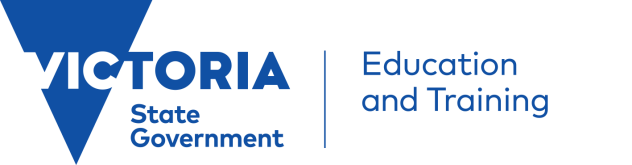 VICTORIA
State
Government
Education
and Training